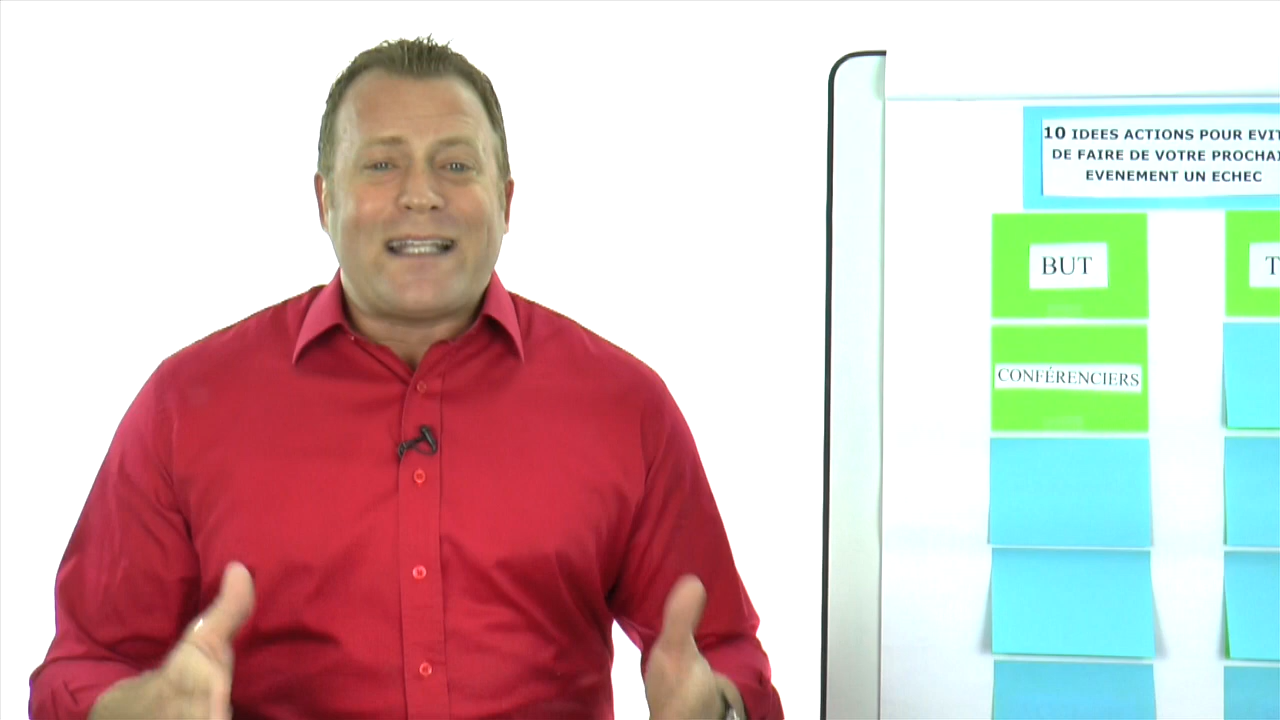 10 IDEES ACTIONS POUR EVIT
DE FAIRE DE VOTRE PROCHAI
EVENEMENT UN ECHEC
BUT
T
CONFÉRENCIERS